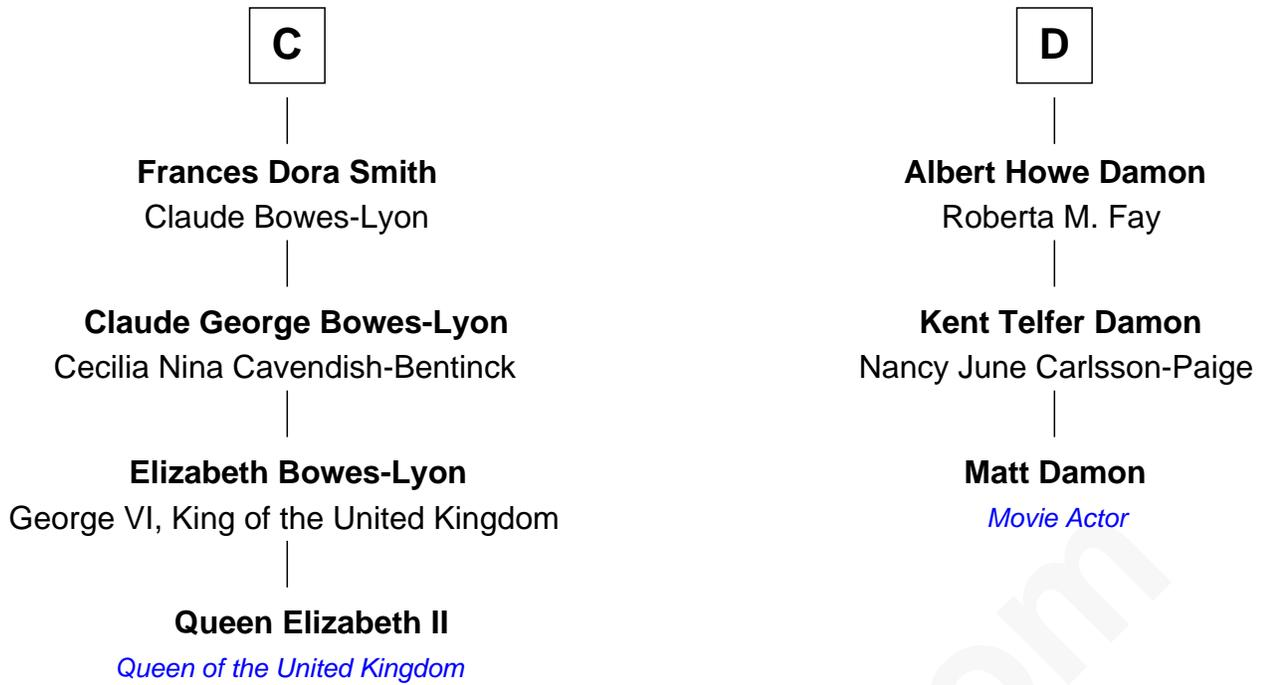 C
Frances Dora Smith
Claude Bowes-Lyon
Claude George Bowes-Lyon
Cecilia Nina Cavendish-Bentinck
Elizabeth Bowes-Lyon
George VI, King of the United Kingdom
Queen Elizabeth II
Queen of the United Kingdom
D
Albert Howe Damon
Roberta M. Fay
Kent Telfer Damon
Nancy June Carlsson-Paige
Matt Damon
Movie Actor
om